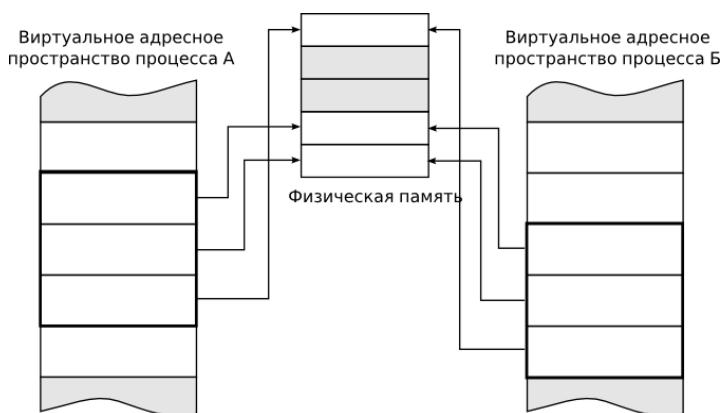 Виртуальное адресное
пространство процесса А
Физическая память
Виртуальное адресное
пространство процесса Б